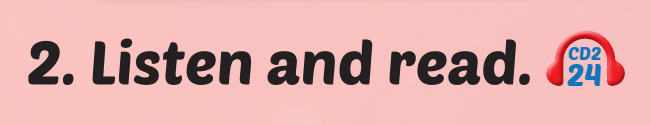 2. Listen and read.
CD2
24